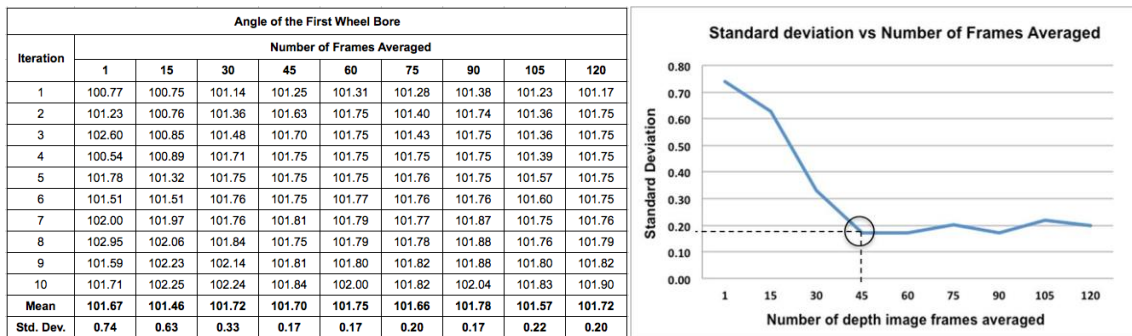 Angle of the First Wheel Bore
Iteration
Number of Frames Averaged
1 15 30 45 60 75 90 105 120
1 100.77 100.75 101.14 101.25 101.31 101.28 101.38 101.23 101.17
2 101.23 100.76 101.36 101.63 101.75 101.40 101.74 101.36 101.75
3 102.60 100.85 101.48 101.70 101.75 101.43 101.75 101.36 101.75
4 100.54 100.89 101.71 101.75 101.75 101.75 101.75 101.39 101.75
5 101.78 101.32 101.75 101.75 101.75 101.76 101.75 101.57 101.75
6 101.51 101.51 101.76 101.75 101.77 101.76 101.76 101.60 101.75
7 102.00 101.97 101.76 101.81 101.79 101.77 101.87 101.75 101.76
8 102.95 102.06 101.84 101.75 101.79 101.78 101.88 101.76 101.79
9 101.59 102.23 102.14 101.81 101.80 101.82 101.88 101.80 101.82
10 101.71 102.25 102.24 101.84 102.00 101.82 102.04 101.83 101.90
Mean 101.67 101.46 101.72 101.70 101.75 101.66 101.78 101.57 101.72
Std. Dev. 0.74 0.63 0.33 0.17 0.17 0.20 0.17 0.22 0.20
Standard deviation vs Number of Frames Averaged
Standard Deviation
0.80
0.70
0.60
0.50
0.40
0.30
0.20
0.10
0.00
1 15 30 45 60 75 90 105 120
Number of depth image frames averaged